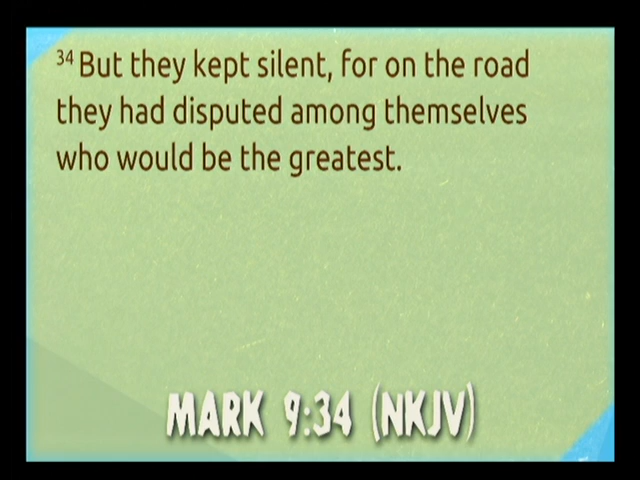 34 But they kept silent, for on the road
they had disputed among themselves
who would be the greatest.
MARK 9:34 (NKJV)